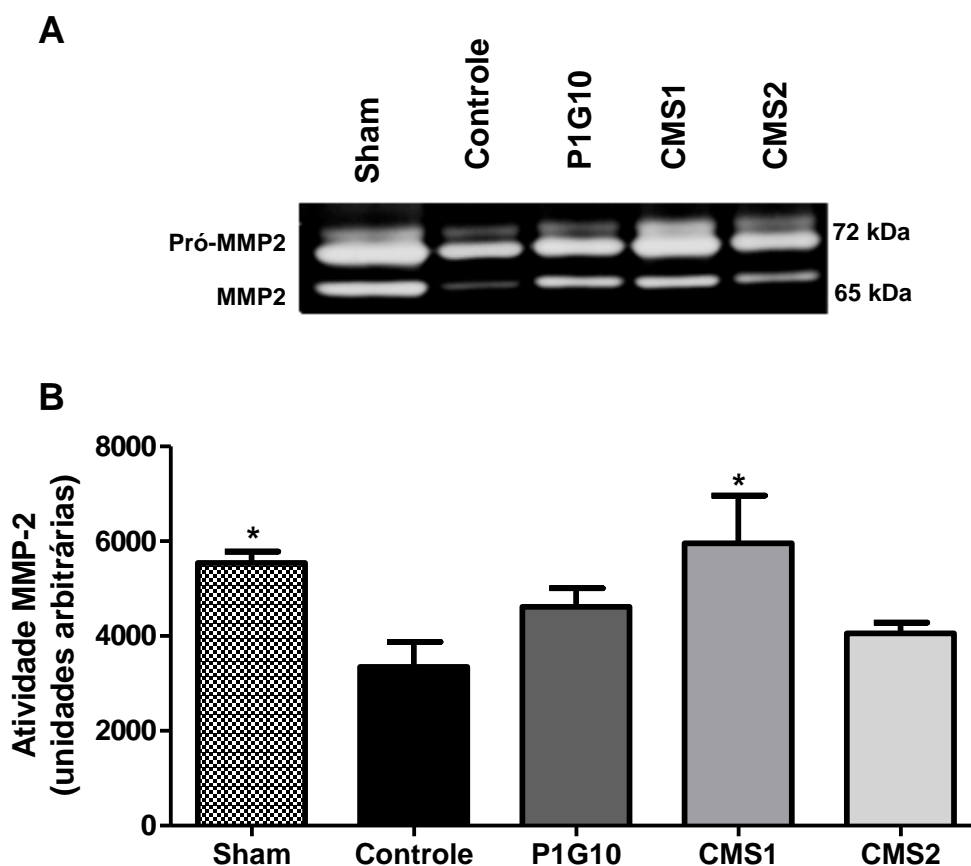 A
Sham
Controle
P1G10
CMS1
CMS2
Pró-MMP2
72 kDa
MMP2
65 kDa
B
Atividade MMP-2
(unidades arbitrárias)
8000
6000
4000
2000
0
*
*
Sham
Controle
P1G10
CMS1
CMS2